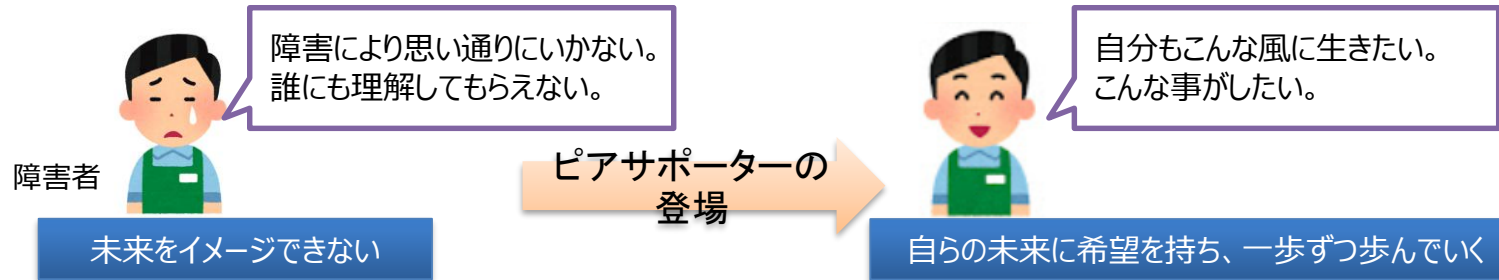 障害により思い通りにいかない。
誰にも理解してもらえない。
障害者
未来をイメージできない
ピアサポーターの
登場
自分もこんな風に生きたい。
こんな事がしたい。
自らの未来に希望を持ち、一歩ずつ歩んでいく